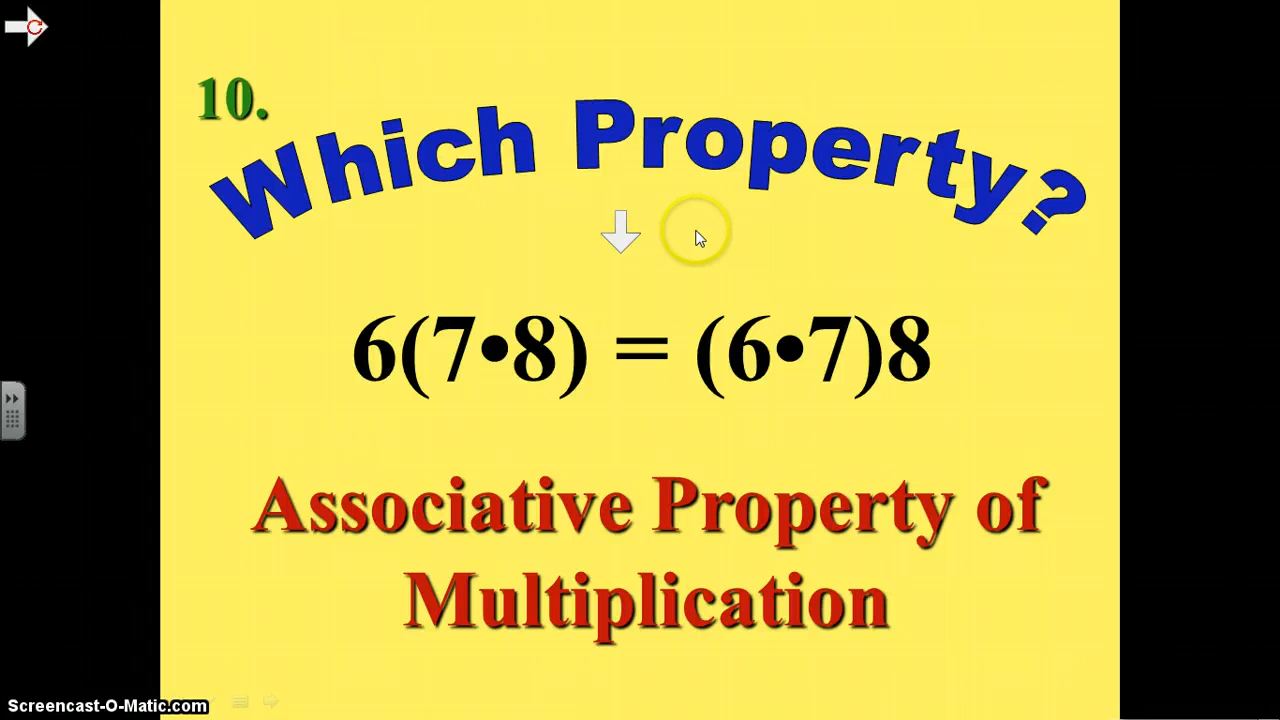 10.
Which Property?
6(7•8) = (6•7)8
Associative Property of
Multiplication
Screencast-O-Matic.com